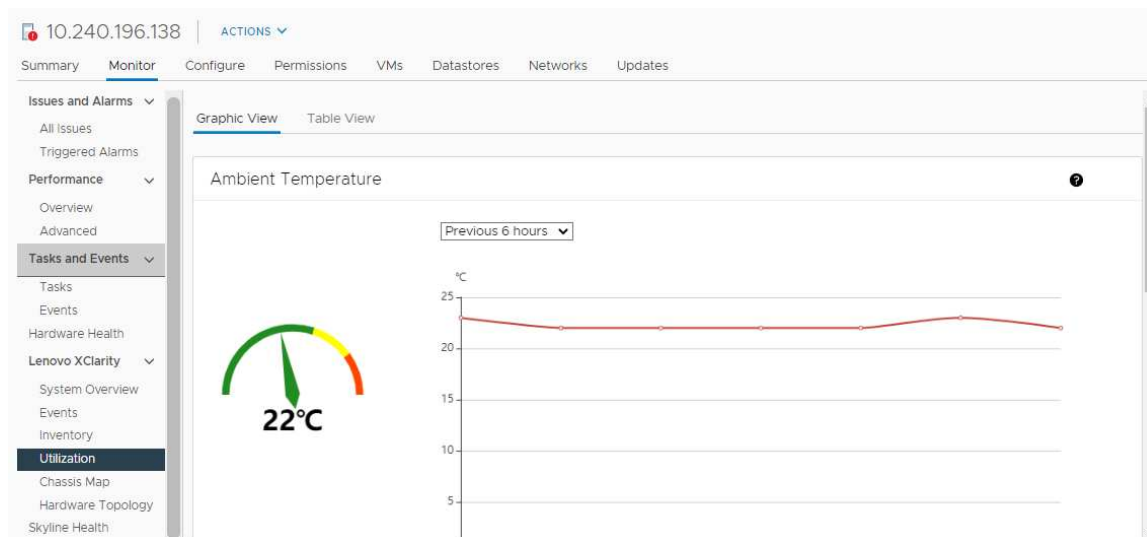 10.240.196.138 ACTIONS
Summary Monitor Configure Permissions VMs Datastores Networks Updates
Issues and Alarms
All Issues
Triggered Alarms
Performance
Overview
Advanced
Tasks and Events
Tasks
Events
Hardware Health
Lenovo XClarity
System Overview
Events
Inventory
Utilization
Chassis Map
Hardware Topology
Skyline Health
Graphic View Table View
Ambient Temperature ?
Previous 6 hours
22°C
°C
25
20
15
10
5